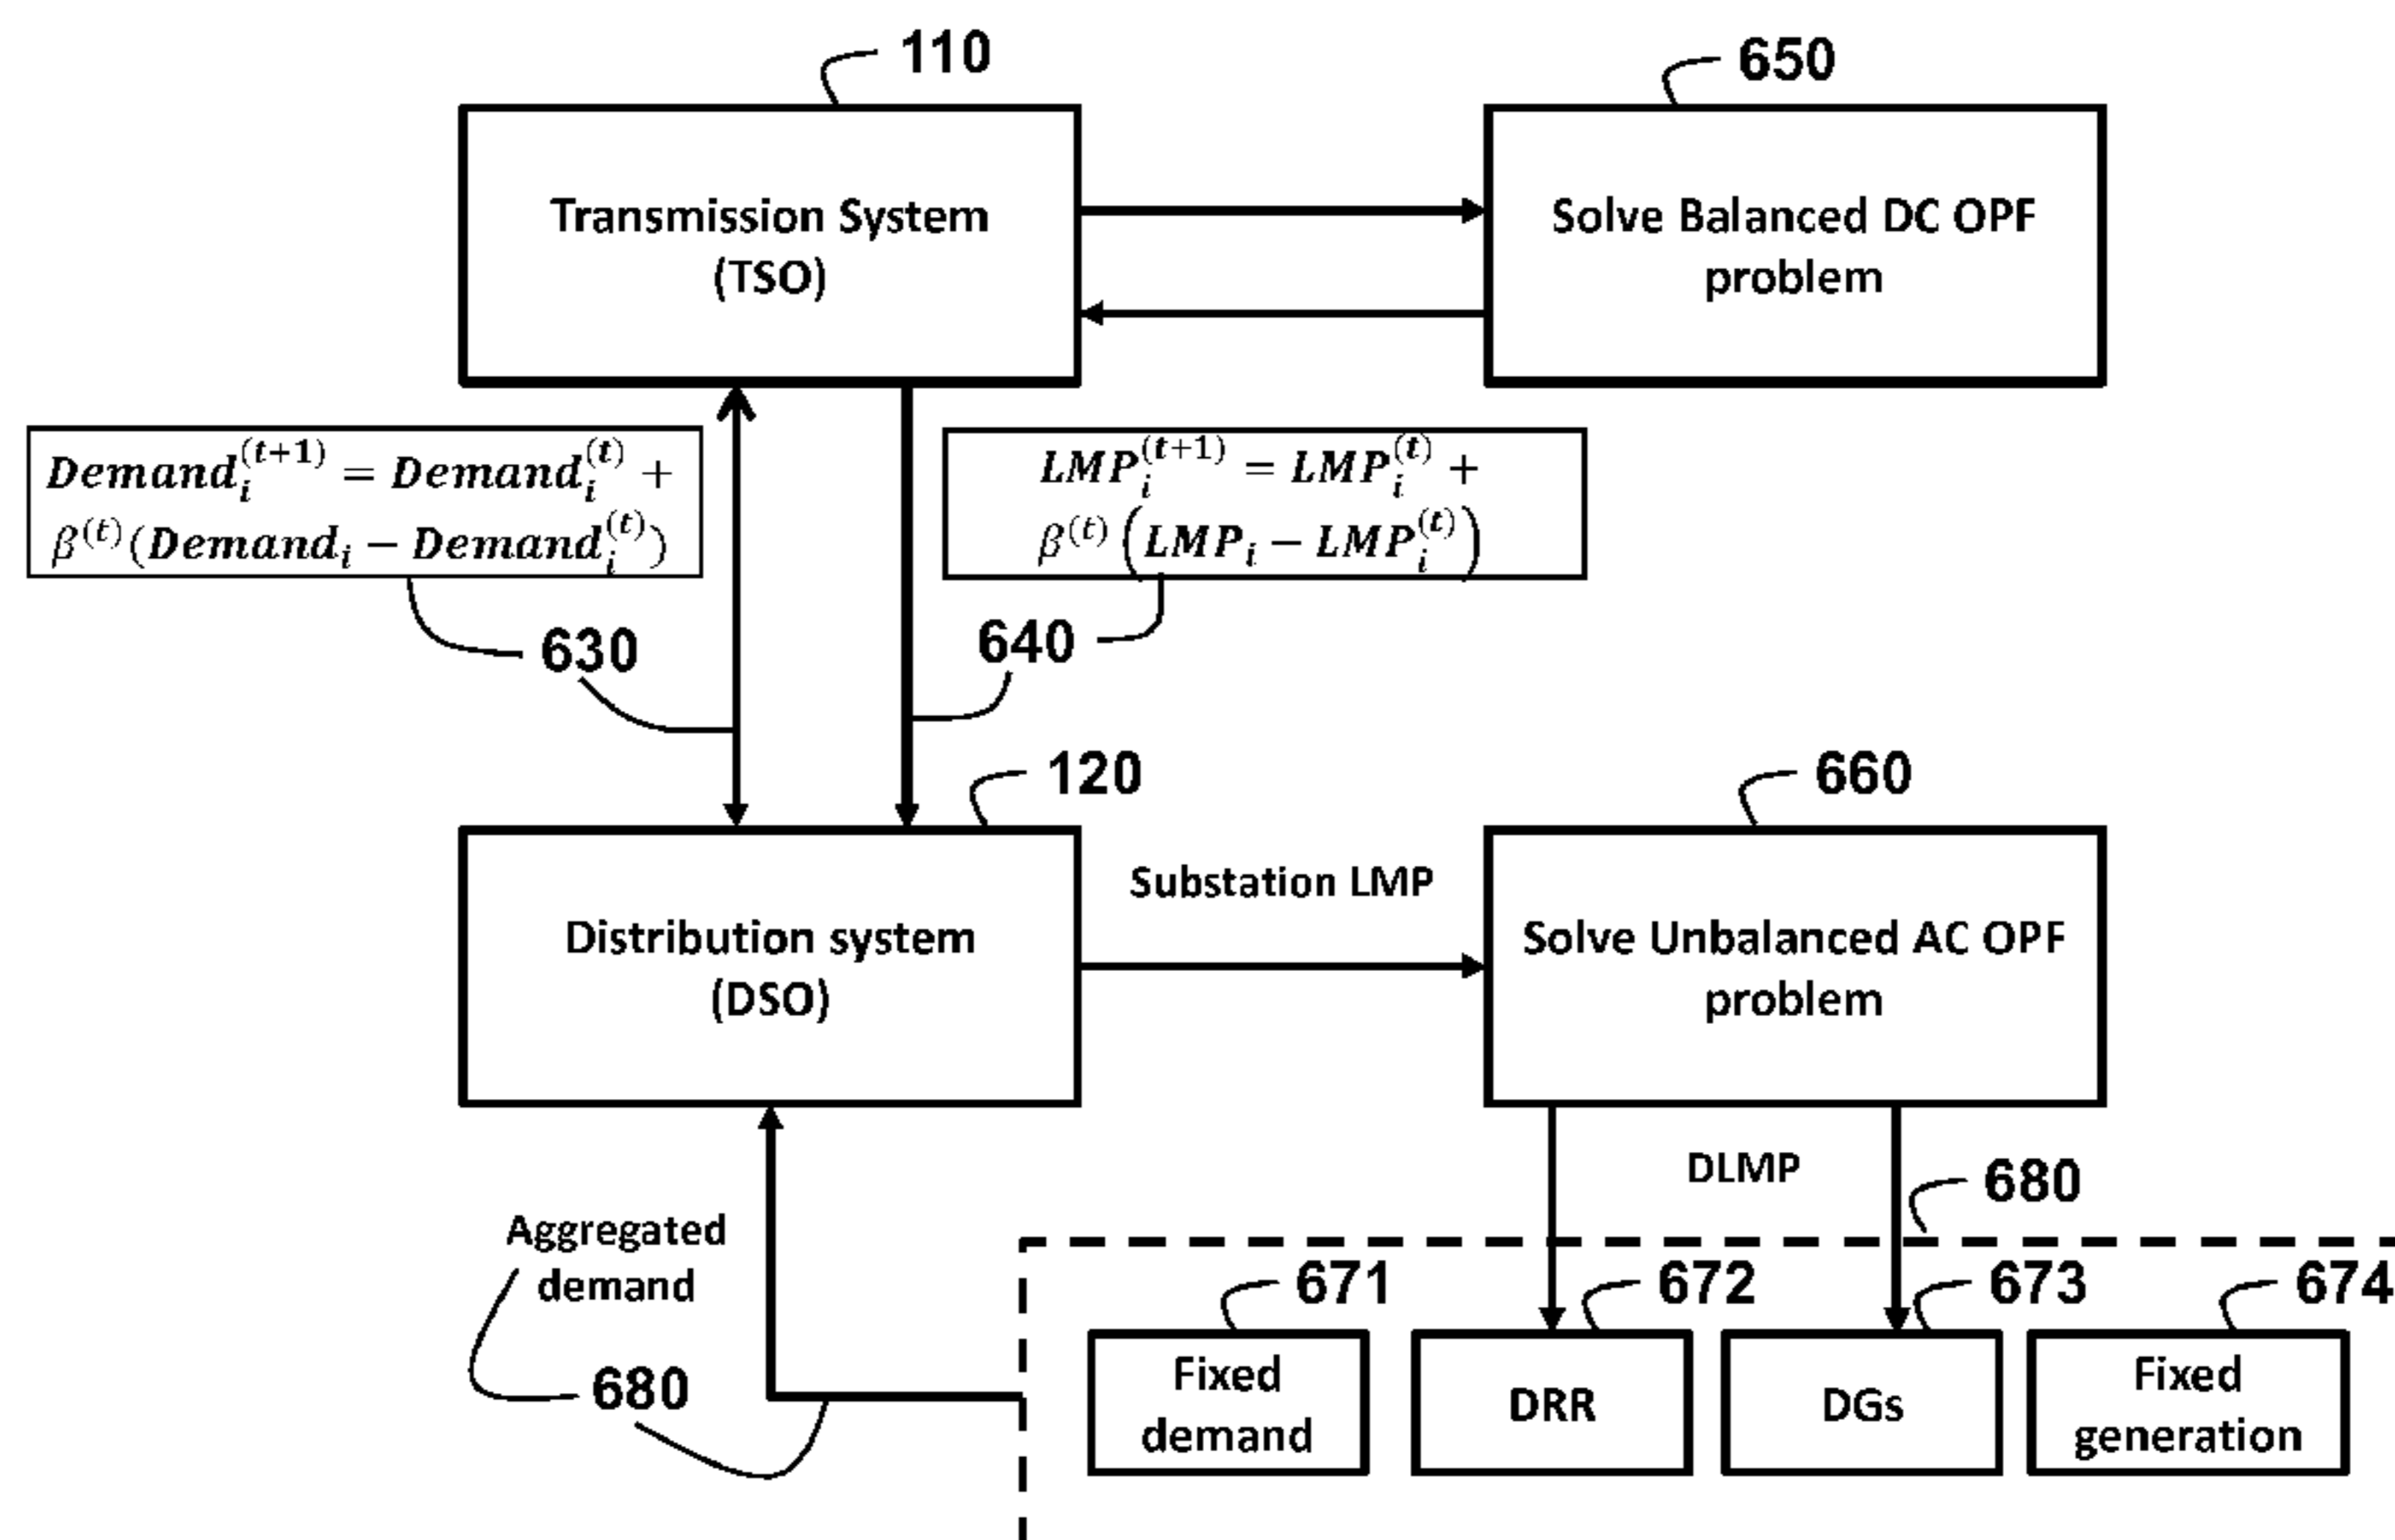 110
650
Transmission System
(TSO)
Solve Balanced DC OPF
problem
Demand_i^{(t+1)} = Demand_i^{(t)} +
β^{(t)}(Demand_i − Demand_i^{(t)})
LMP_i^{(t+1)} = LMP_i^{(t)} +
β^{(t)}(LMP_i − LMP_i^{(t)})
630
640
120
660
Distribution system
(DSO)
Substation LMP
Solve Unbalanced AC OPF
problem
DLMP
680
Aggregated
demand
680
671
672
673
674
Fixed
demand
DRR
DGs
Fixed
generation